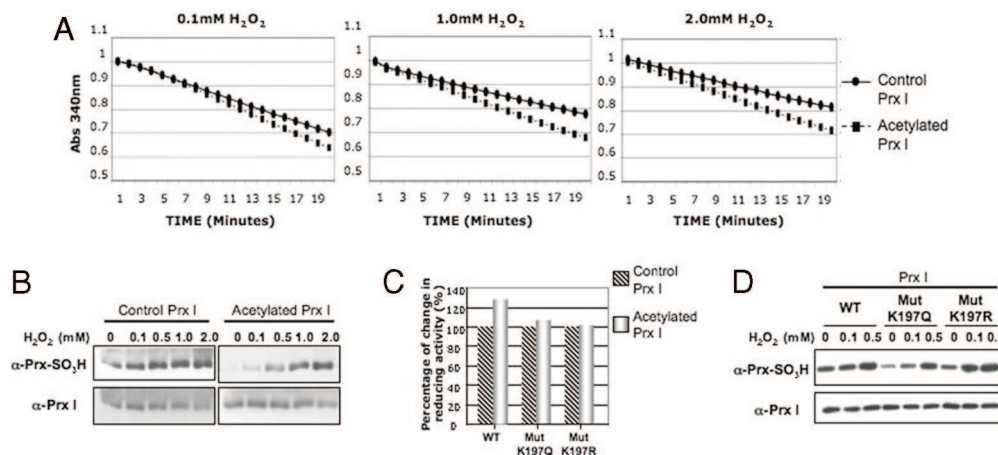 A
0.1mM H₂O₂
1.0mM H₂O₂
2.0mM H₂O₂
Abs 340nm
1.1
1
0.9
0.8
0.7
0.6
0.5
1 3 5 7 9 11 13 15 17 19
TIME (Minutes)
1.1
1
0.9
0.8
0.7
0.6
0.5
1 3 5 7 9 11 13 15 17 19
TIME (Minutes)
1.1
1
0.9
0.8
0.7
0.6
0.5
1 3 5 7 9 11 13 15 17 19
TIME (Minutes)
Control
Prx I
Acetylated
Prx I
B
Control Prx I Acetylated Prx I
H₂O₂ (mM) 0 0.1 0.5 1.0 2.0 0 0.1 0.5 1.0 2.0
α-Prx-SO₃H
α-Prx I
C
Percentage of change in
reducing activity (%)
140
120
100
80
60
40
20
0
WT Mut
K197Q
Mut
K197R
Control
Prx I
Acetylated
Prx I
D
Prx I
WT Mut
K197Q
Mut
K197R
H₂O₂ (mM) 0 0.1 0.5 0 0.1 0.5 0 0.1 0.5
α-Prx-SO₃H
α-Prx I